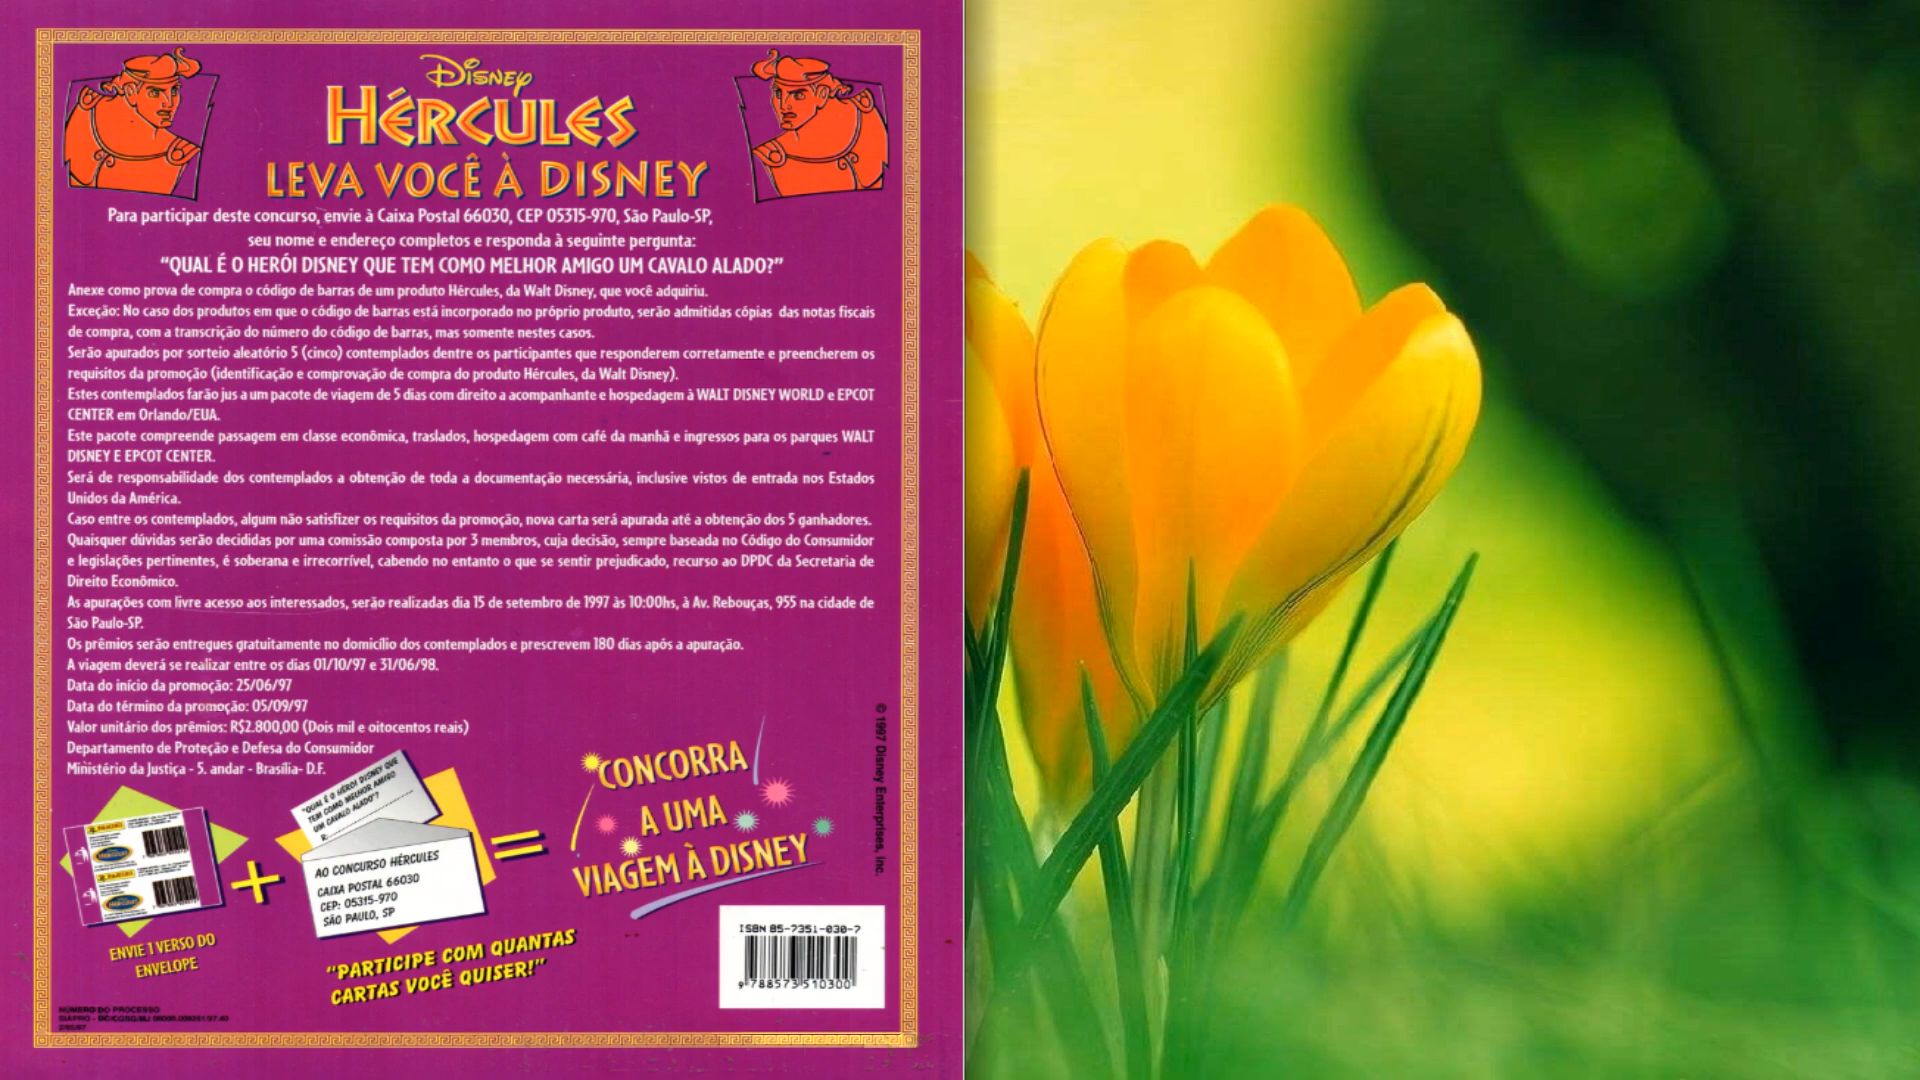 DISNEY
HÉRCULES
LEVA VOCÊ À DISNEY
Para participar deste concurso, envie à Caixa Postal 66030, CEP 05315-970, São Paulo-SP,
seu nome e endereço completos e responda à seguinte pergunta:
“QUAL É O HERÓI DISNEY QUE TEM COMO MELHOR AMIGO UM CAVALO ALADO?”
Anexe como prova de compra o código de barras de um produto Hércules, da Walt Disney, que você adquiriu.
Exceção: No caso dos produtos em que o código de barras está incorporado no próprio produto, serão admitidas cópias das notas fiscais
de compra, com a transcrição do número do código de barras, mas somente nestes casos.
Serão apurados por sorteio aleatório 5 (cinco) contemplados dentre os participantes que responderem corretamente e preencherem os
requisitos da promoção (identificação e comprovação de compra do produto Hércules, da Walt Disney).
Estes contemplados farão jus a um pacote de viagem de 5 dias com direito a acompanhante e hospedagem à WALT DISNEY WORLD e EPCOT
CENTER em Orlando/EUA.
Este pacote compreende passagem em classe econômica, traslados, hospedagem com café da manhã e ingressos para os parques WALT
DISNEY E EPCOT CENTER.
Será de responsabilidade dos contemplados a obtenção de toda a documentação necessária, inclusive vistos de entrada nos Estados
Unidos da América.
Caso entre os contemplados, algum não satisfizer os requisitos da promoção, nova carta será apurada até a obtenção dos 5 ganhadores.
Quaisquer dúvidas serão decididas por uma comissão composta por 3 membros, cuja decisão, sempre baseada no Código do Consumidor
e legislações pertinentes, é soberana e irrecorrível, cabendo no entanto o que se sentir prejudicado, recurso ao DPDC da Secretaria de
Direito Econômico.
As apurações com livre acesso aos interessados, serão realizadas dia 15 de setembro de 1997 às 10:00hs, à Av. Rebouças, 955 na cidade de
São Paulo-SP.
Os prêmios serão entregues gratuitamente no domicílio dos contemplados e prescrevem 180 dias após a apuração.
A viagem deverá se realizar entre os dias 01/10/97 e 31/06/98.
Data do início da promoção: 25/06/97
Data do término da promoção: 05/09/97
Valor unitário dos prêmios: R$2.800,00 (Dois mil e oitocentos reais)
Departamento de Proteção e Defesa do Consumidor
Ministério da Justiça - 5. andar - Brasília- D.F.
© 1997 Disney Enterprises, Inc.
“QUAL É O HERÓI DISNEY QUE
TEM COMO MELHOR AMIGO
UM CAVALO ALADO”?
R.
AO CONCURSO HÉRCULES
CAIXA POSTAL 66030
CEP: 05315-970
SÃO PAULO, SP
+
=
CONCORRA
A UMA
VIAGEM À DISNEY
ENVIE 1 VERSO DO
ENVELOPE
“PARTICIPE COM QUANTAS
CARTAS VOCÊ QUISER!”
ISBN 85-7351-030-7
9 788573 510300
NÚMERO DO PROCESSO